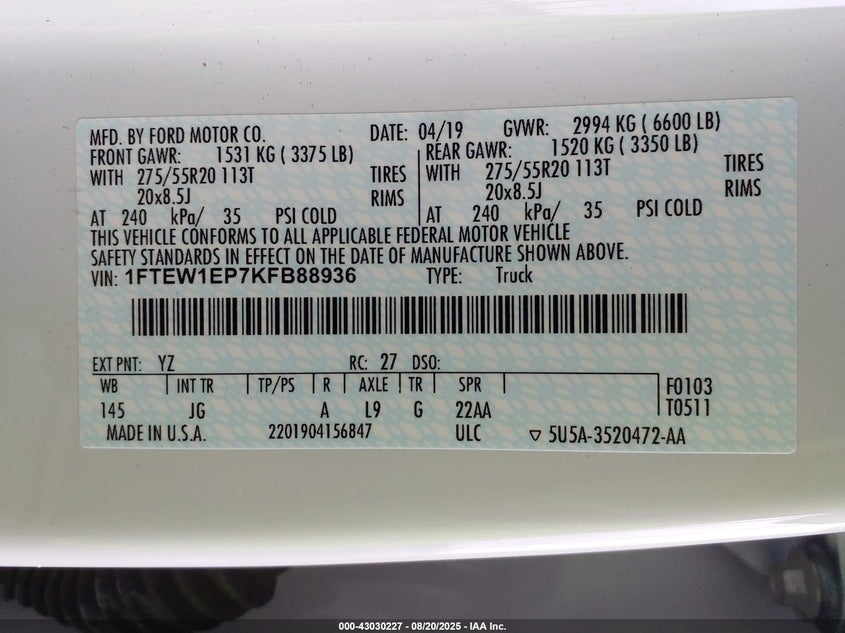 MFD. BY FORD MOTOR CO. DATE: 04/19 GVWR: 2994 KG ( 6600 LB)
FRONT GAWR: 1531 KG ( 3375 LB) REAR GAWR: 1520 KG ( 3350 LB)
WITH 275/55R20 113T TIRES WITH 275/55R20 113T TIRES
20x8.5J RIMS 20x8.5J RIMS
AT 240 kPa/ 35 PSI COLD AT 240 kPa/ 35 PSI COLD
THIS VEHICLE CONFORMS TO ALL APPLICABLE FEDERAL MOTOR VEHICLE
SAFETY STANDARDS IN EFFECT ON THE DATE OF MANUFACTURE SHOWN ABOVE.
VIN: 1FTEW1EP7KFB88936 TYPE: Truck
EXT PNT: YZ RC: 27 DSO:
WB INT TR TP/PS R AXLE TR SPR F0103
145 JG A L9 G 22AA T0511
MADE IN U.S.A. 2201904156847 ULC ▽ 5U5A-3520472-AA
000-43030227 - 08/20/2025 - IAA Inc.